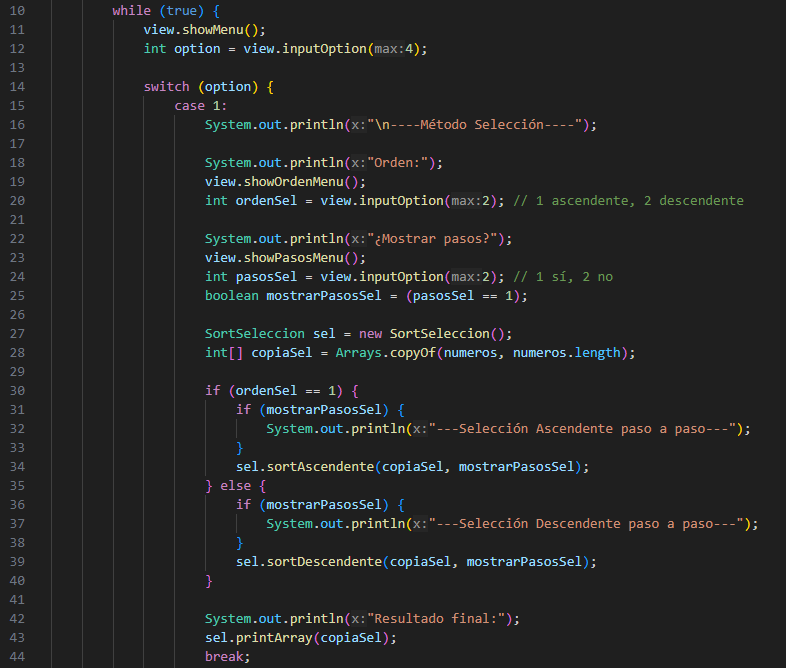 10 while (true) {
11 view.showMenu();
12 int option = view.inputOption(max:4);
13
14 switch (option) {
15 case 1:
16 System.out.println(x:"\n----Método Selección----");
17
18 System.out.println(x:"Orden:");
19 view.showOrdenMenu();
20 int ordenSel = view.inputOption(max:2); // 1 ascendente, 2 descendente
21
22 System.out.println(x:"¿Mostrar pasos?");
23 view.showPasosMenu();
24 int pasosSel = view.inputOption(max:2); // 1 sí, 2 no
25 boolean mostrarPasosSel = (pasosSel == 1);
26
27 SortSeleccion sel = new SortSeleccion();
28 int[] copiaSel = Arrays.copyOf(numeros, numeros.length);
29
30 if (ordenSel == 1) {
31 if (mostrarPasosSel) {
32 System.out.println(x:"---Selección Ascendente paso a paso---");
33 }
34 sel.sortAscendente(copiaSel, mostrarPasosSel);
35 } else {
36 if (mostrarPasosSel) {
37 System.out.println(x:"---Selección Descendente paso a paso---");
38 }
39 sel.sortDescendente(copiaSel, mostrarPasosSel);
40 }
41
42 System.out.println(x:"Resultado final:");
43 sel.printArray(copiaSel);
44 break;